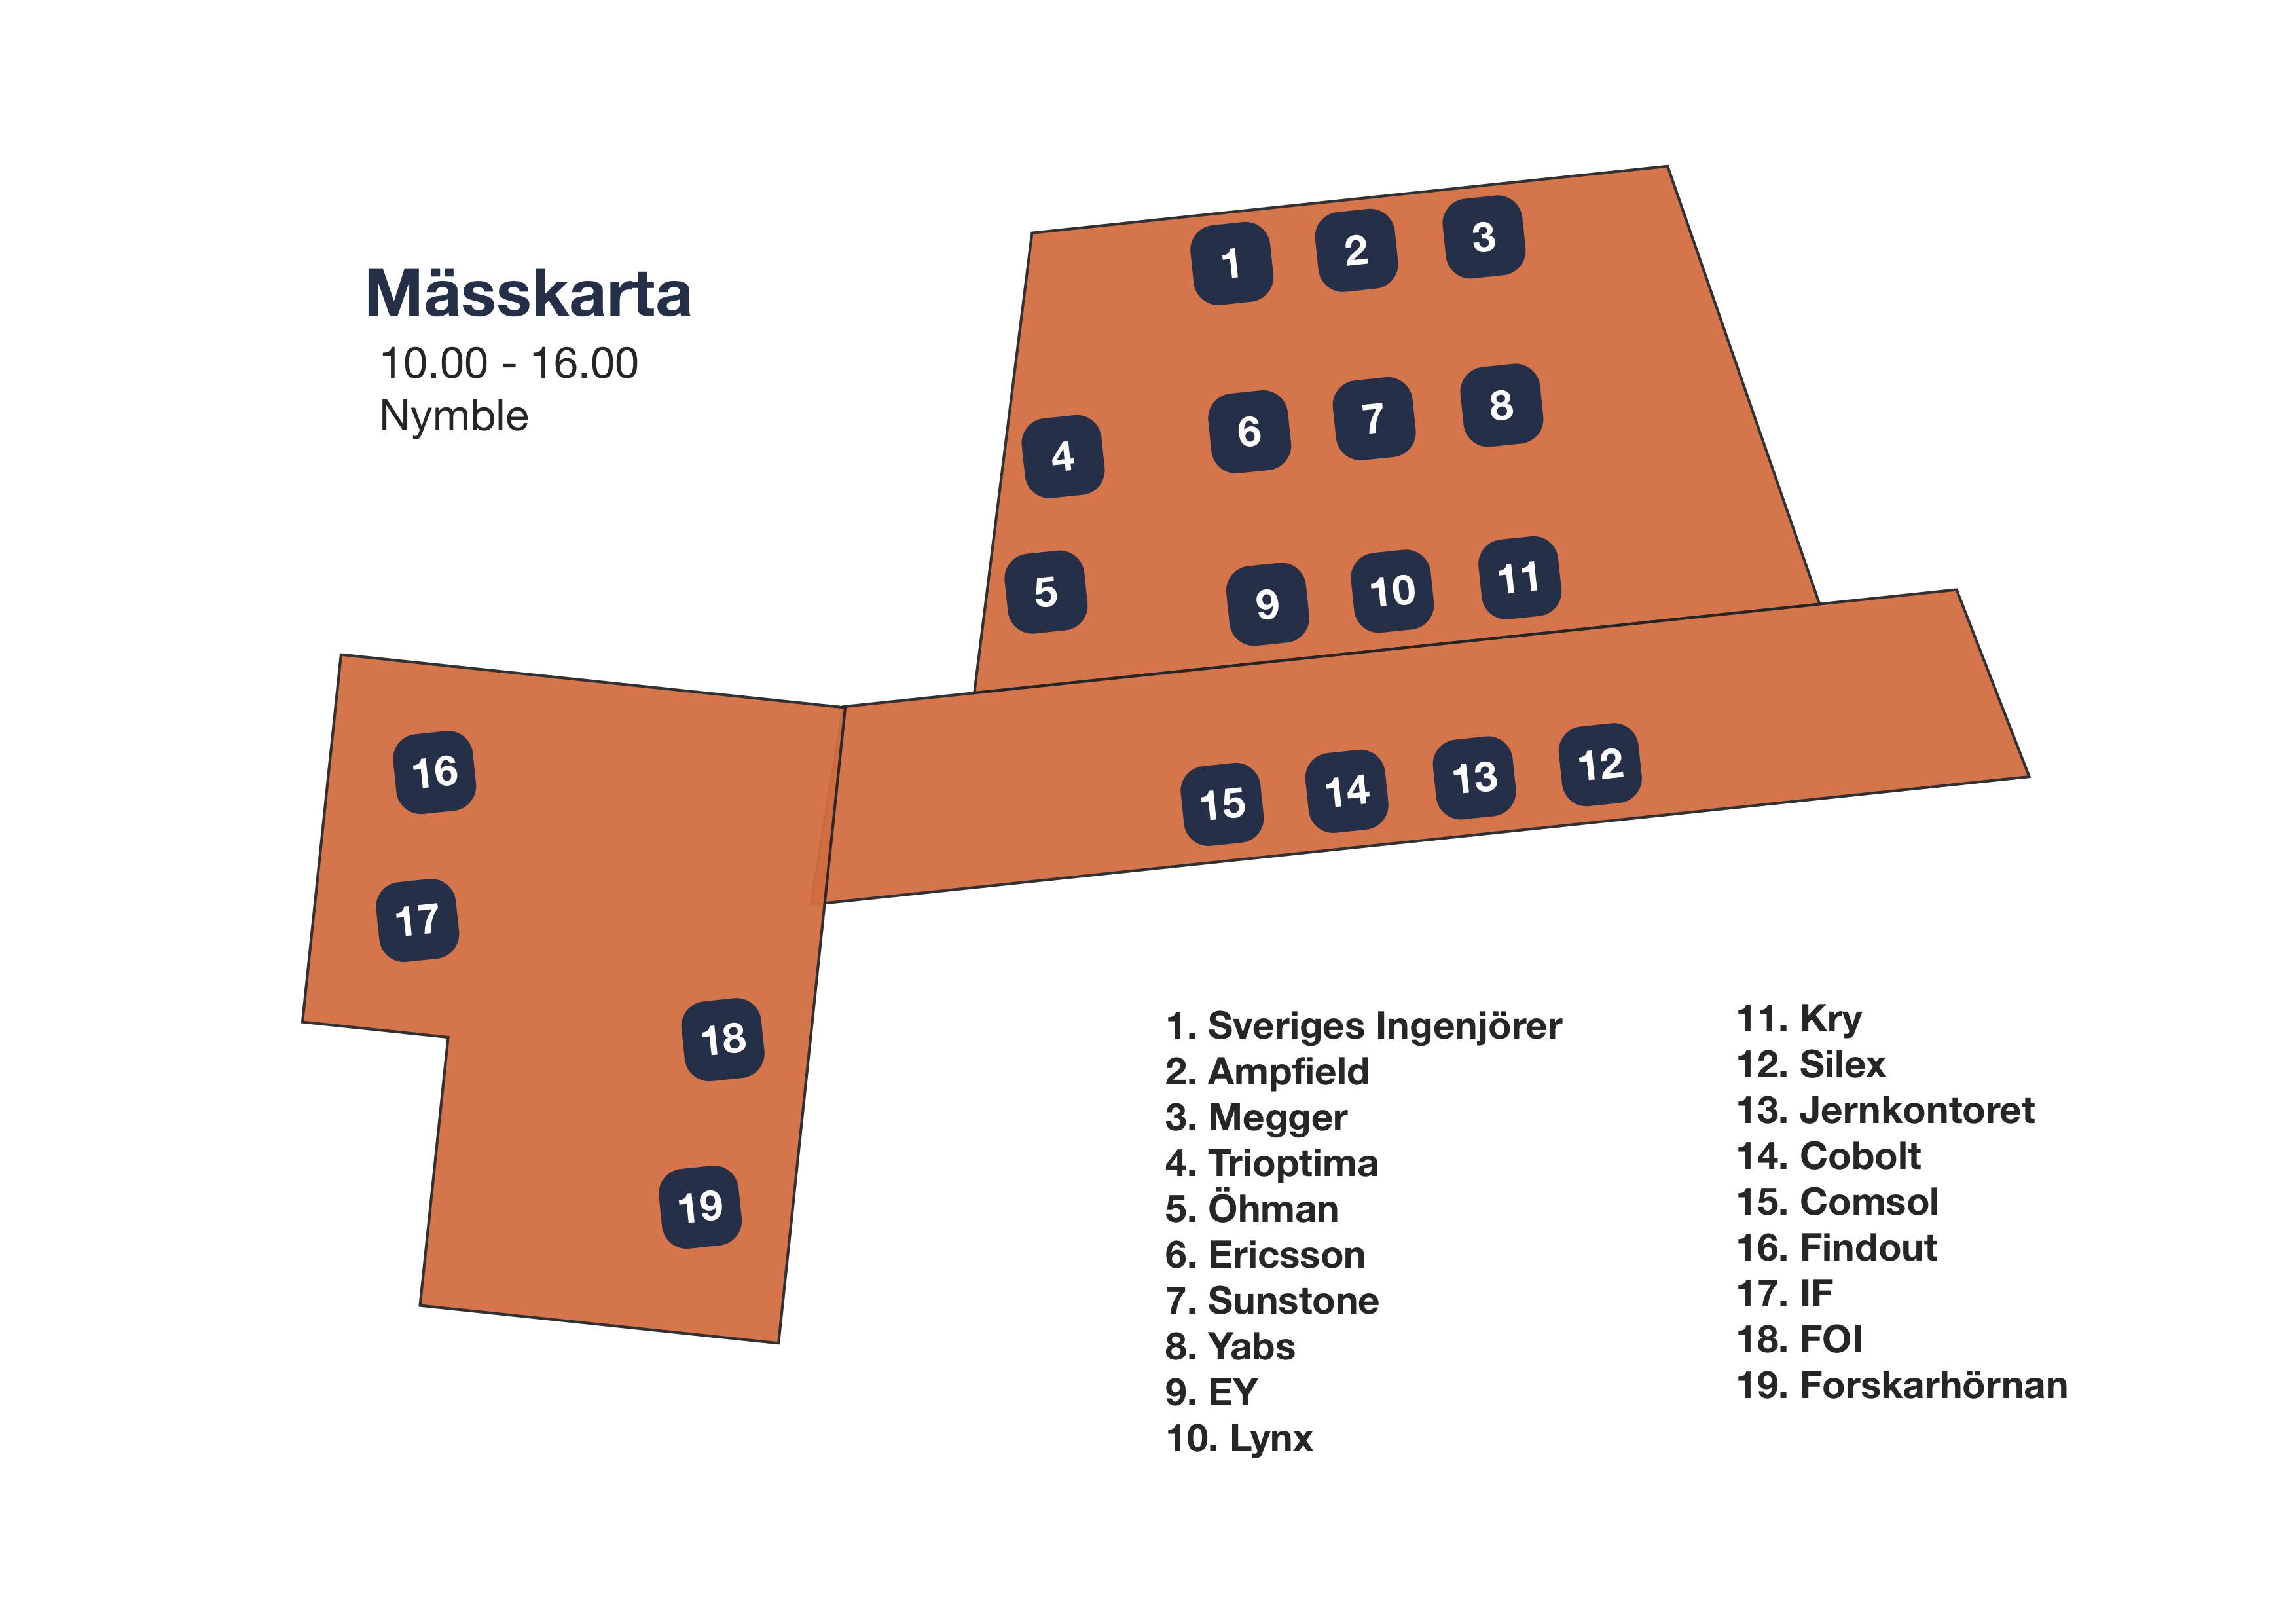 Mässkarta
10.00 - 16.00
Nymble
1
2
3
4
6
7
8
5
9
10
11
16
17
15
14
13
12
18
19
1. Sveriges Ingenjörer
2. Ampfield
3. Megger
4. Trioptima
5. Öhman
6. Ericsson
7. Sunstone
8. Yabs
9. EY
10. Lynx
11. Kry
12. Silex
13. Jernkontoret
14. Cobolt
15. Comsol
16. Findout
17. IF
18. FOI
19. Forskarhörnan